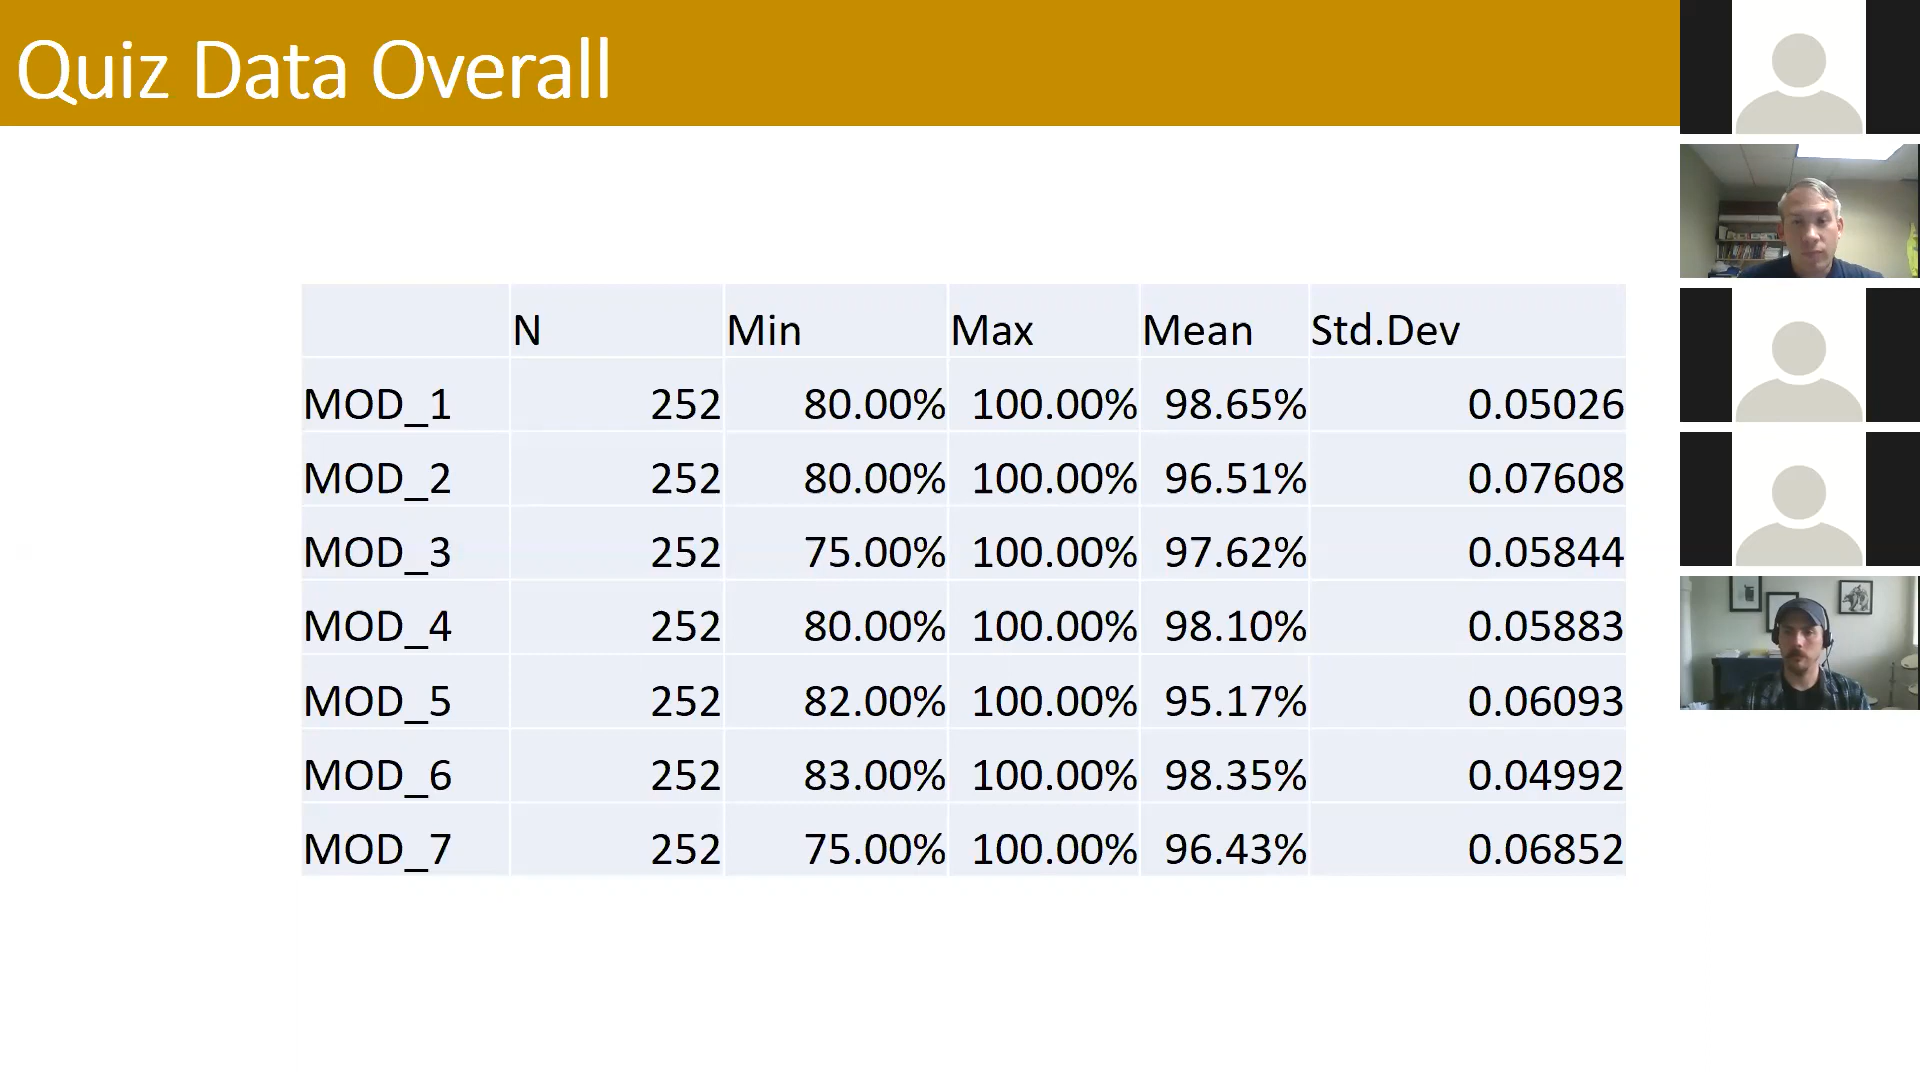 Quiz Data Overall
N Min Max Mean Std.Dev
MOD_1 252 80.00% 100.00% 98.65% 0.05026
MOD_2 252 80.00% 100.00% 96.51% 0.07608
MOD_3 252 75.00% 100.00% 97.62% 0.05844
MOD_4 252 80.00% 100.00% 98.10% 0.05883
MOD_5 252 82.00% 100.00% 95.17% 0.06093
MOD_6 252 83.00% 100.00% 98.35% 0.04992
MOD_7 252 75.00% 100.00% 96.43% 0.06852